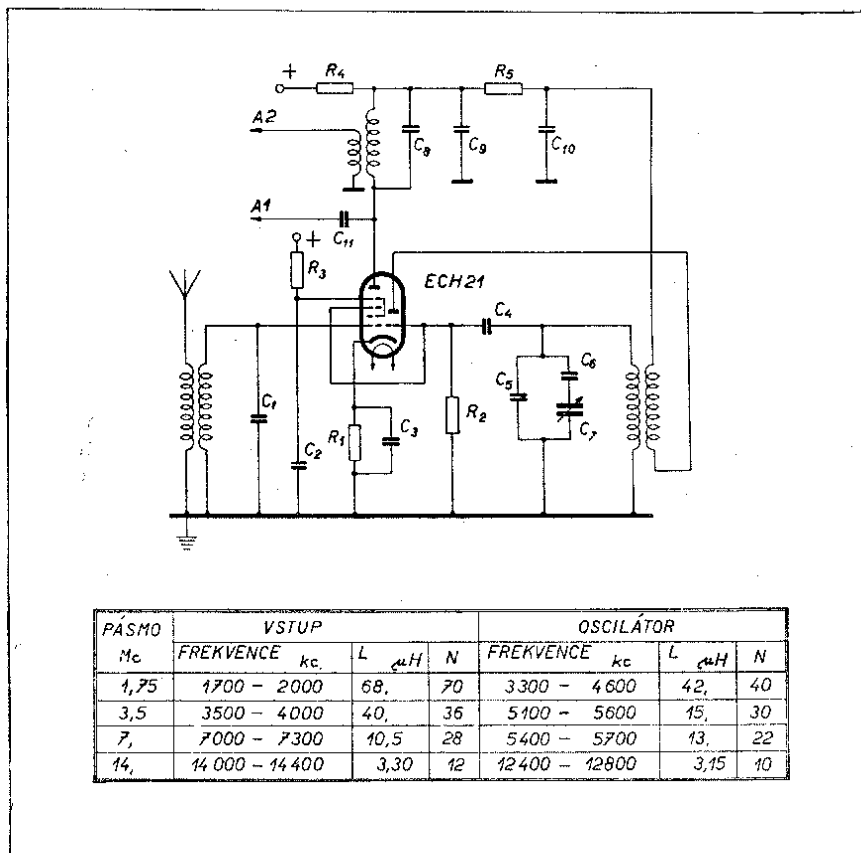 + R4 R5
A2 C8 C9 C10
A1 C11
+
R3 ECH21
C4
C1 C5 C6
R1 C3 R2 C7
C2
PÁSMO VSTUP OSCILÁTOR
Mc FREKVENCE kc. L μH N FREKVENCE kc L μH N
1,75 1700 - 2000 68, 70 3300 - 4600 42, 40
3,5 3500 - 4000 40, 36 5100 - 5600 15, 30
7, 7000 - 7300 10,5 28 5400 - 5700 13, 22
14, 14 000 - 14 400 3,30 12 12400 - 12800 3,15 10